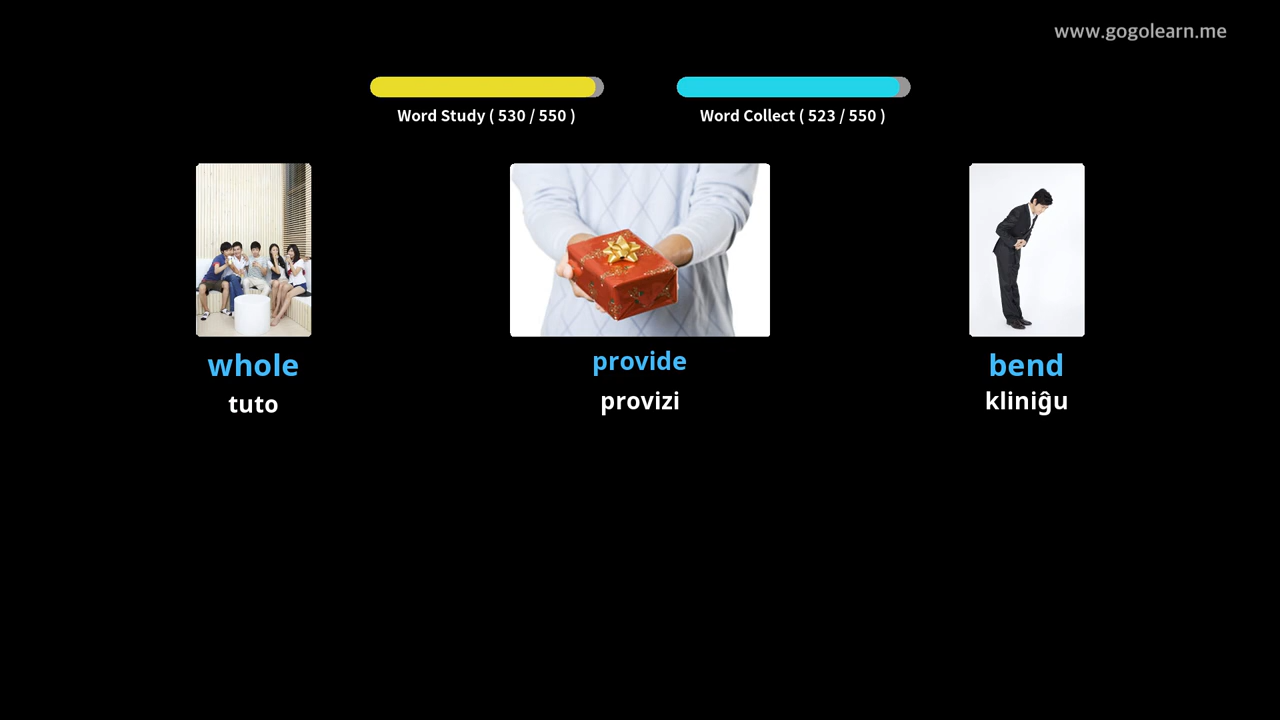 www.gogolearn.me
Word Study ( 530 / 550 )
Word Collect ( 523 / 550 )
whole
tuto
provide
provizi
bend
kliniĝu